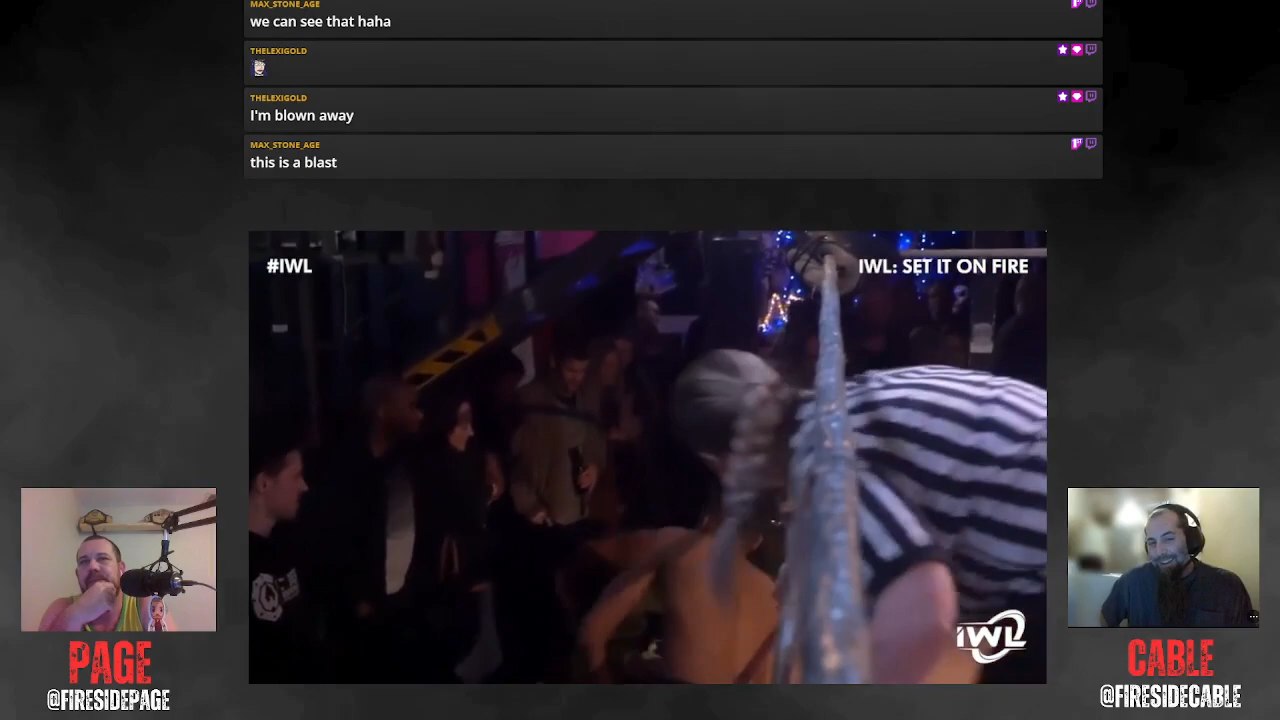 MAX_STONE_AGE
we can see that haha
THELEXIGOLD
THELEXIGOLD
I'm blown away
MAX_STONE_AGE
this is a blast
#IWL
IWL: SET IT ON FIRE
IWL
PAGE
@FIRESIDEPAGE
CABLE
@FIRESIDECABLE